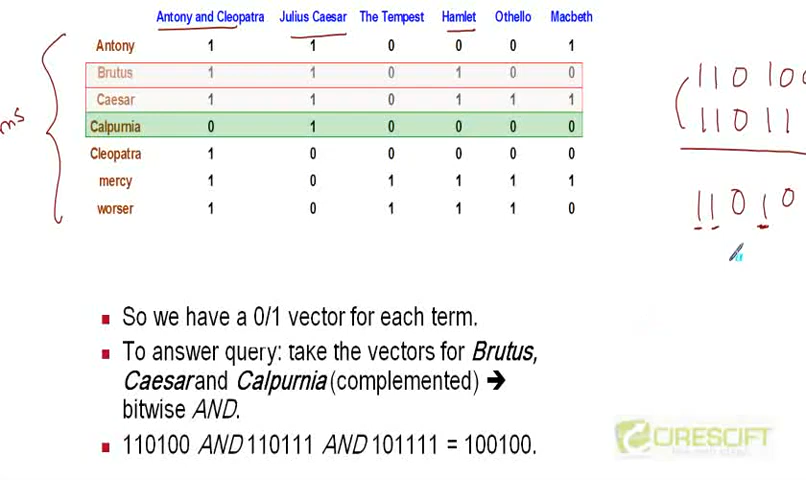 Antony and Cleopatra Julius Caesar The Tempest Hamlet Othello Macbeth
Antony 1 1 0 0 0 1
Brutus 1 1 0 1 0 0
Caesar 1 1 0 1 1 1
Calpurnia 0 1 0 0 0 0
Cleopatra 1 0 0 0 0 0
mercy 1 0 1 1 1 1
worser 1 0 1 1 1 0
ms
110100
11011
11010
So we have a 0/1 vector for each term.
To answer query: take the vectors for Brutus,
Caesar and Calpurnia (complemented) ➔
bitwise AND.
110100 AND 110111 AND 101111 = 100100.